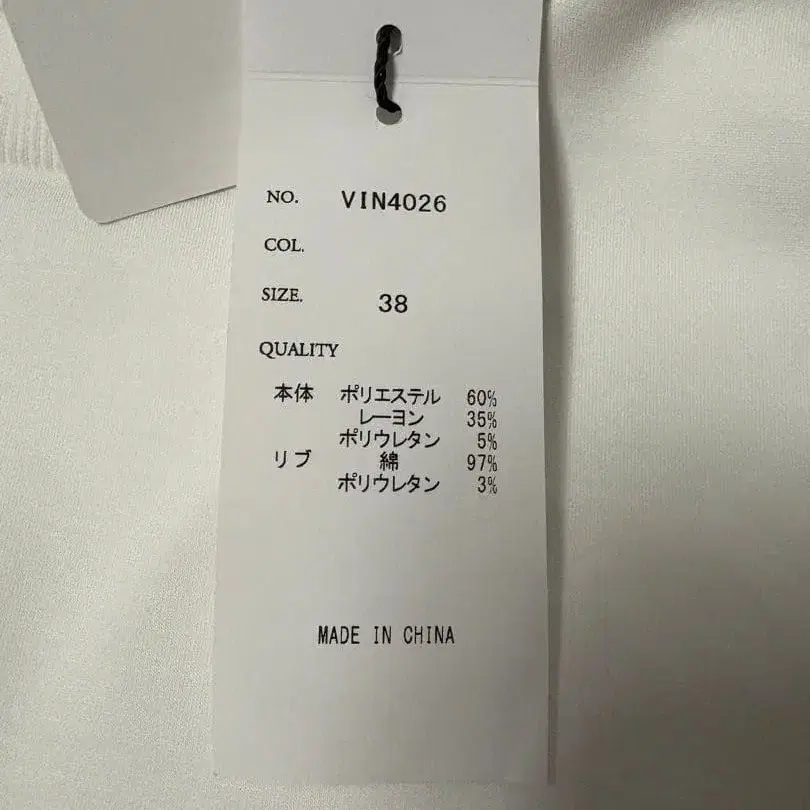 NO. VIN4026
COL.
SIZE. 38
QUALITY
本体 ポリエステル 60%
レーヨン 35%
ポリウレタン 5%
リブ 綿 97%
ポリウレタン 3%
MADE IN CHINA